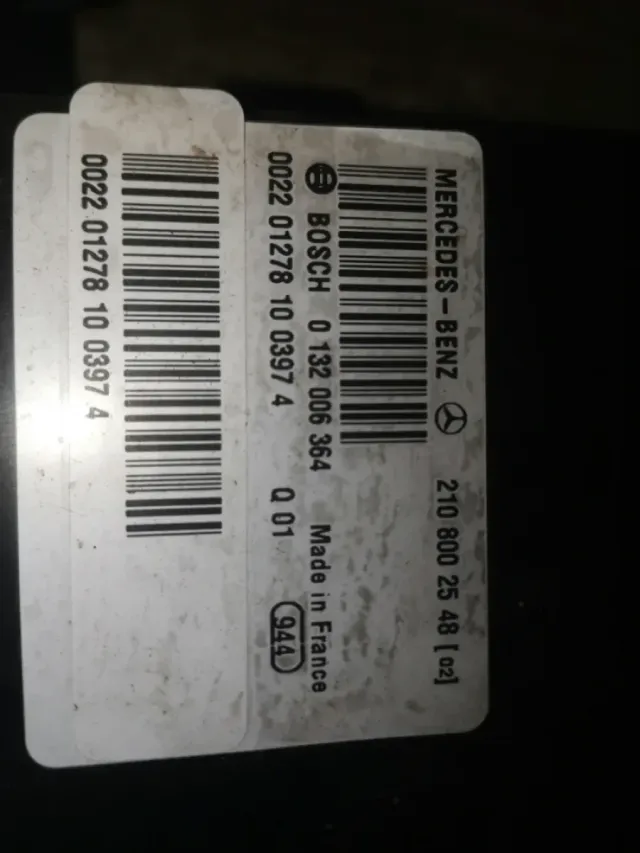 MERCEDES-BENZ 210 800 25 48 [02]
BOSCH 0 132 006 364 Made in France
0022 01278 10 0397 4 Q 01 944
0022 01278 10 0397 4